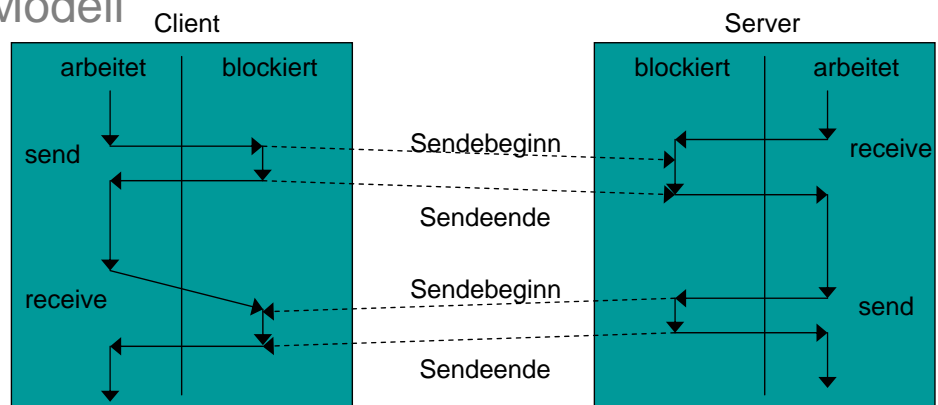 Modell
Client
Server
arbeitet
blockiert
blockiert
arbeitet
send
Sendebeginn
receive
Sendeende
receive
Sendebeginn
send
Sendeende